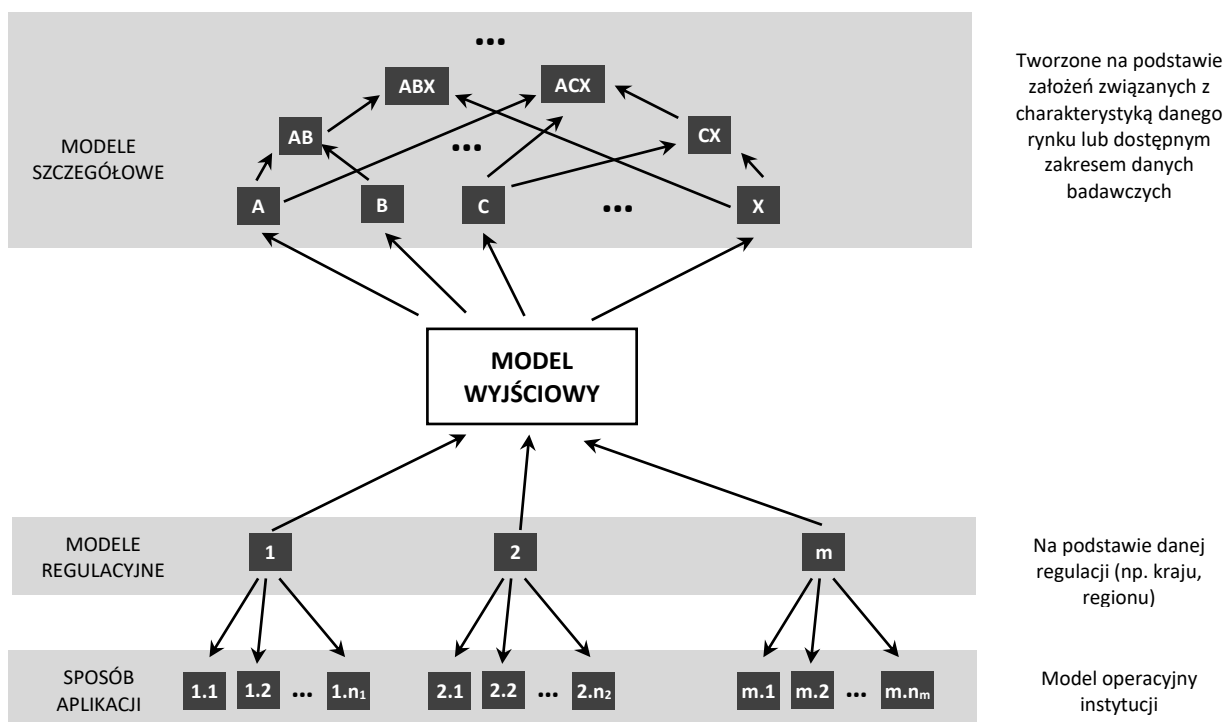 ...
ABX
ACX
AB
...
CX
MODELE
SZCZEGÓŁOWE
A
B
C
...
X
Tworzone na podstawie
założeń związanych z
charakterystyką danego
rynku lub dostępnym
zakresem danych
badawczych
MODEL
WYJŚCIOWY
MODELE
REGULACYJNE
1
2
m
Na podstawie danej
regulacji (np. kraju,
regionu)
SPOSÓB
APLIKACJI
1.1 1.2 ... 1.n₁
2.1 2.2 ... 2.n₂
m.1 m.2 ... m.nₘ
Model operacyjny
instytucji